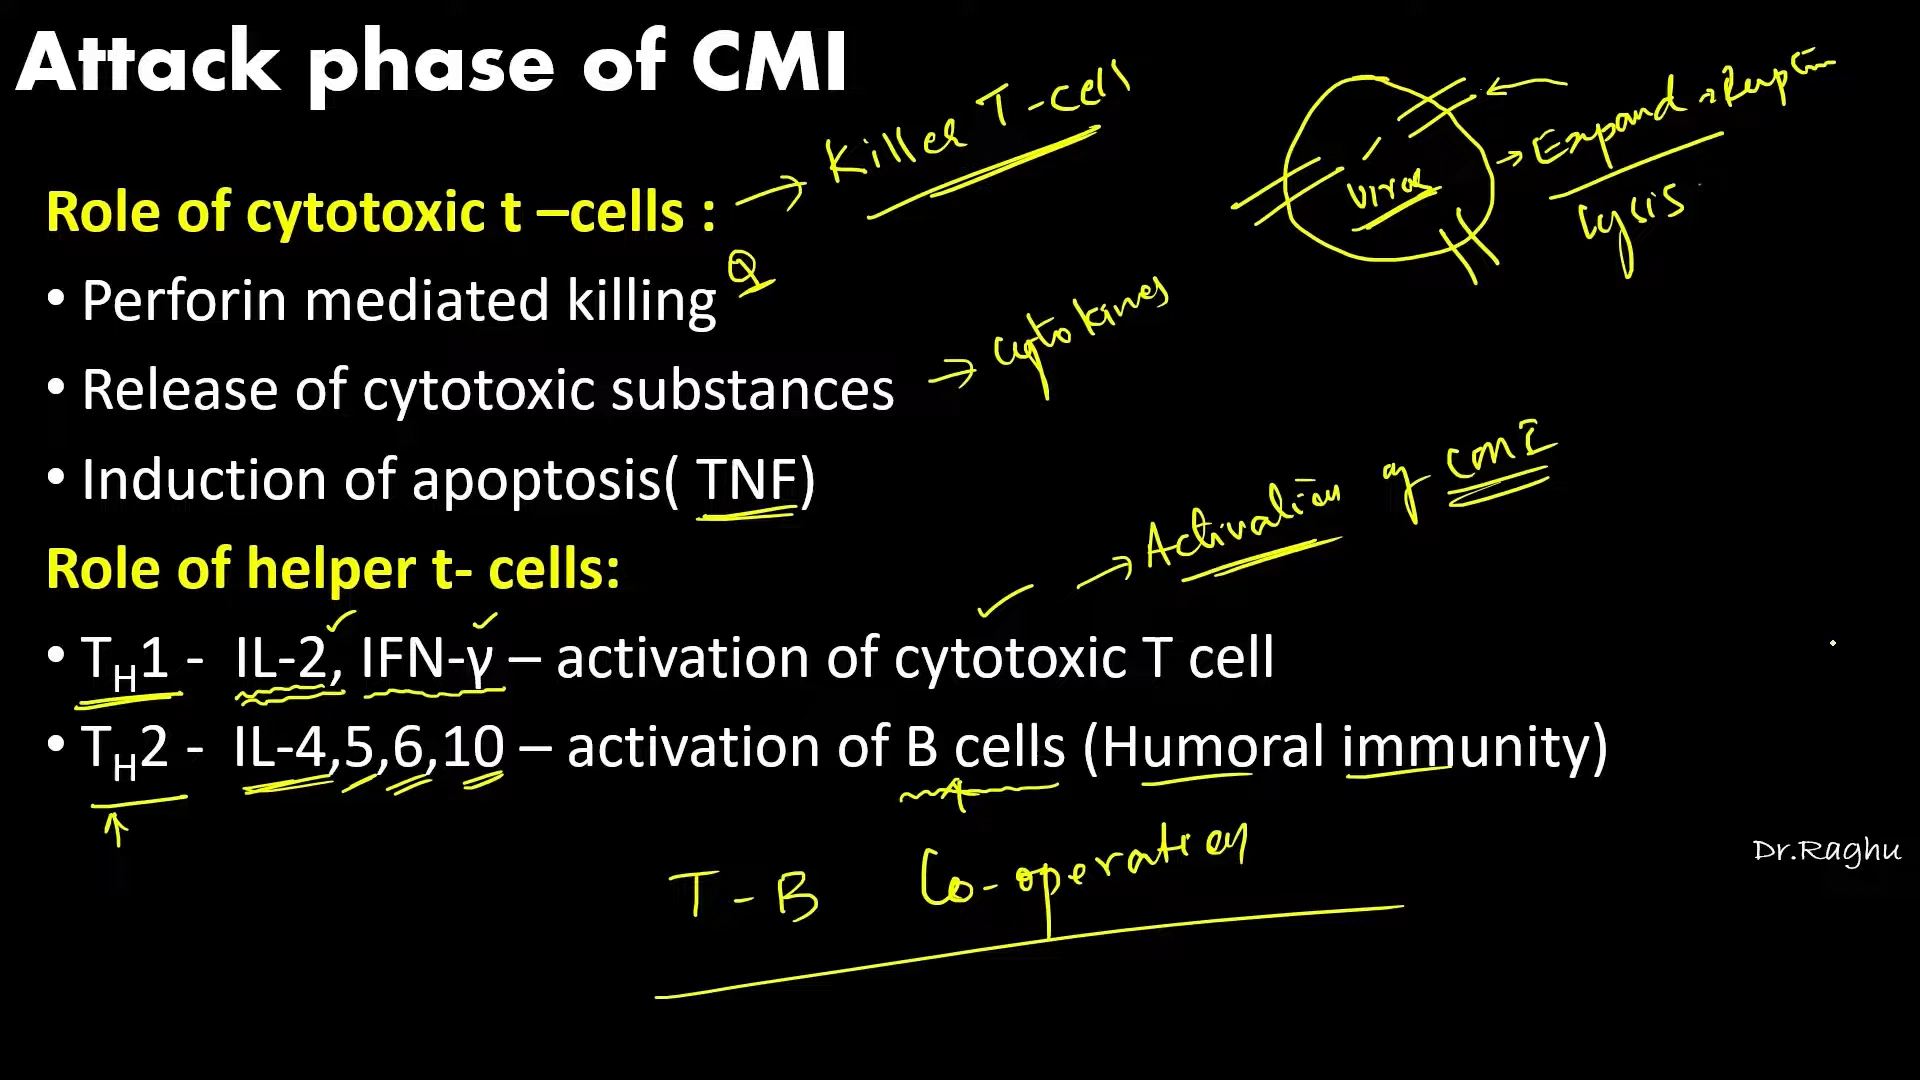 Attack phase of CMI
Role of cytotoxic t –cells : → Killer T-cell
• Perforin mediated killing
• Release of cytotoxic substances → cytokines
• Induction of apoptosis( TNF)
virus → Expand →
Lysis
Role of helper t- cells:
→ Activation of CMI
• TH1 - IL-2, IFN-γ – activation of cytotoxic T cell
• TH2 - IL-4,5,6,10 – activation of B cells (Humoral immunity)
T - B Co-operation
Dr.Raghu